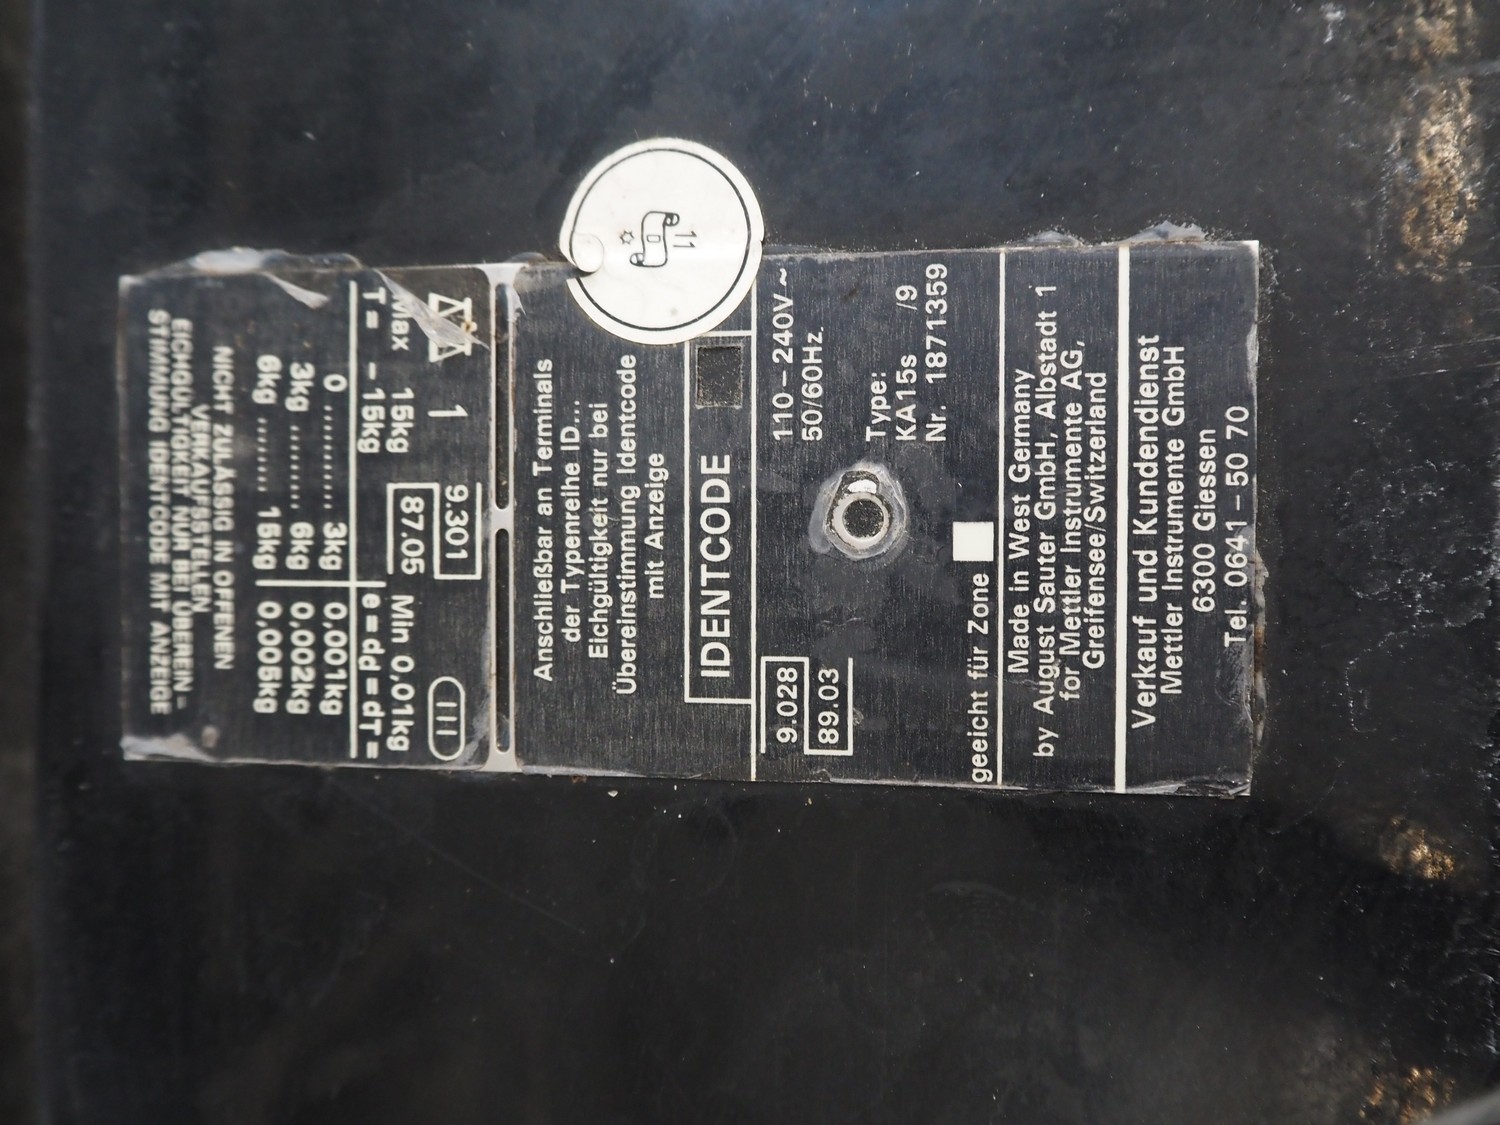 1
9.301
87.05
Max 15kg
Min 0,01kg
T= – 15kg
e = dd = dT =
0 ........... 3kg 0,001kg
3kg .......... 6kg 0,002kg
6kg ........ 15kg 0,005kg
NICHT ZULÄSSIG IN OFFENEN
VERKAUFSSTELLEN
EICHGÜLTIGKEIT NUR BEI ÜBEREIN –
STIMMUNG IDENTCODE MIT ANZEIGE
11
D
Anschließbar an Terminals
der Typenreihe ID...
Eichgültigkeit nur bei
Übereinstimmung Identcode
mit Anzeige
IDENTCODE
9.028
89.03
110–240V~
50/60Hz.
Type:
KA15s /9
Nr. 1871359
geeicht für Zone
Made in West Germany
by August Sauter GmbH, Albstadt 1
for Mettler Instrumente AG,
Greifensee/Switzerland
Verkauf und Kundendienst
Mettler Instrumente GmbH
6300 Giessen
Tel. 0641–50 70